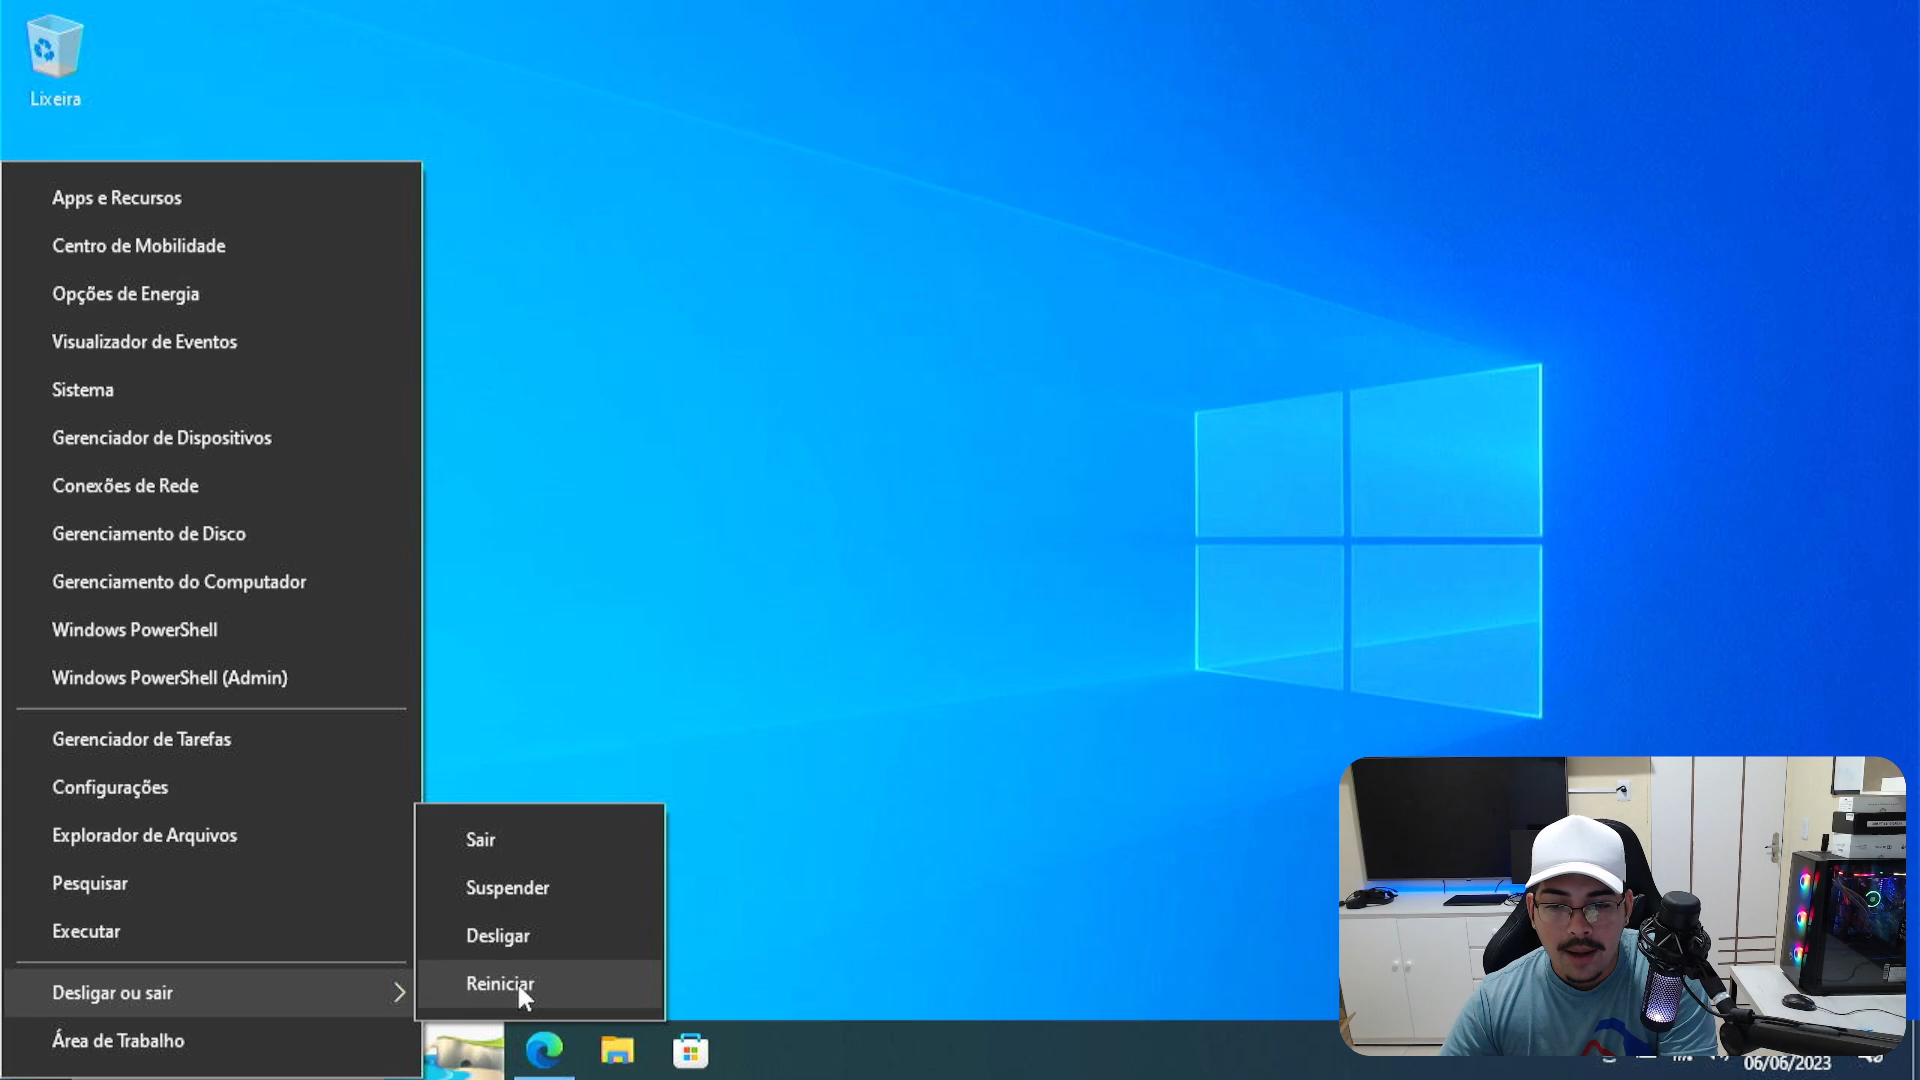 Lixeira
Apps e Recursos
Centro de Mobilidade
Opções de Energia
Visualizador de Eventos
Sistema
Gerenciador de Dispositivos
Conexões de Rede
Gerenciamento de Disco
Gerenciamento do Computador
Windows PowerShell
Windows PowerShell (Admin)
Gerenciador de Tarefas
Configurações
Explorador de Arquivos
Pesquisar
Executar
Desligar ou sair
Área de Trabalho
Sair
Suspender
Desligar
Reiniciar
06/06/2023